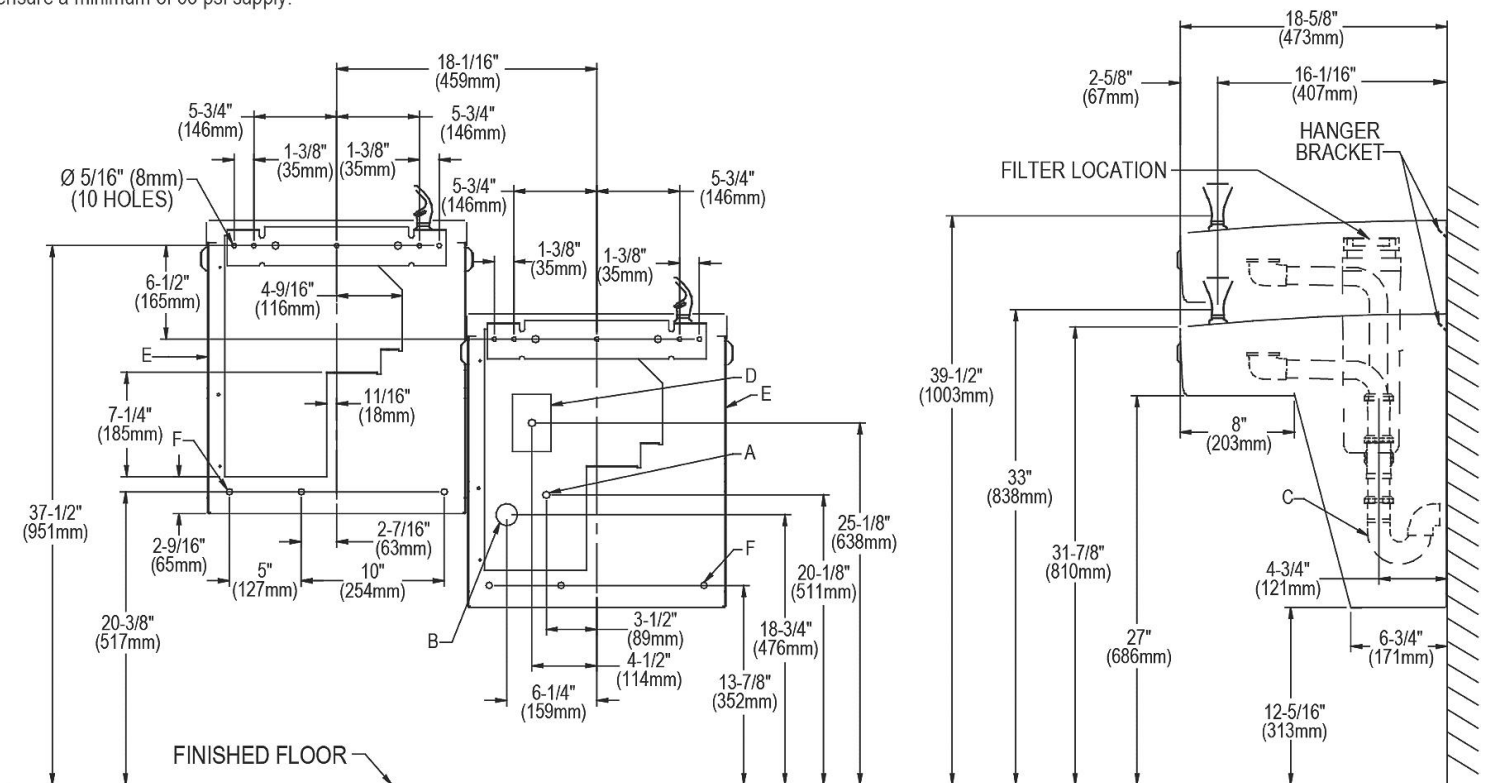 ensure a minimum of
psi supply.
18-1/16"
(459mm)
5-3/4"
(146mm)
5-3/4"
(146mm)
1-3/8"
(35mm)
1-3/8"
(35mm)
Ø 5/16" (8mm)
(10 HOLES)
5-3/4"
(146mm)
5-3/4"
(146mm)
1-3/8"
(35mm)
1-3/8"
(35mm)
6-1/2"
(165mm)
4-9/16"
(116mm)
E
11/16"
(18mm)
7-1/4"
(185mm)
F
D
E
A
37-1/2"
(951mm)
2-9/16"
(65mm)
2-7/16"
(63mm)
5"
(127mm)
10"
(254mm)
25-1/8"
(638mm)
20-1/8"
(511mm)
F
20-3/8"
(517mm)
B
3-1/2"
(89mm)
18-3/4"
(476mm)
4-1/2"
(114mm)
13-7/8"
(352mm)
6-1/4"
(159mm)
FINISHED FLOOR
18-5/8"
(473mm)
2-5/8"
(67mm)
16-1/16"
(407mm)
HANGER
BRACKET
FILTER LOCATION
39-1/2"
(1003mm)
8"
(203mm)
33"
(838mm)
C
31-7/8"
(810mm)
4-3/4"
(121mm)
27"
(686mm)
6-3/4"
(171mm)
12-5/16"
(313mm)